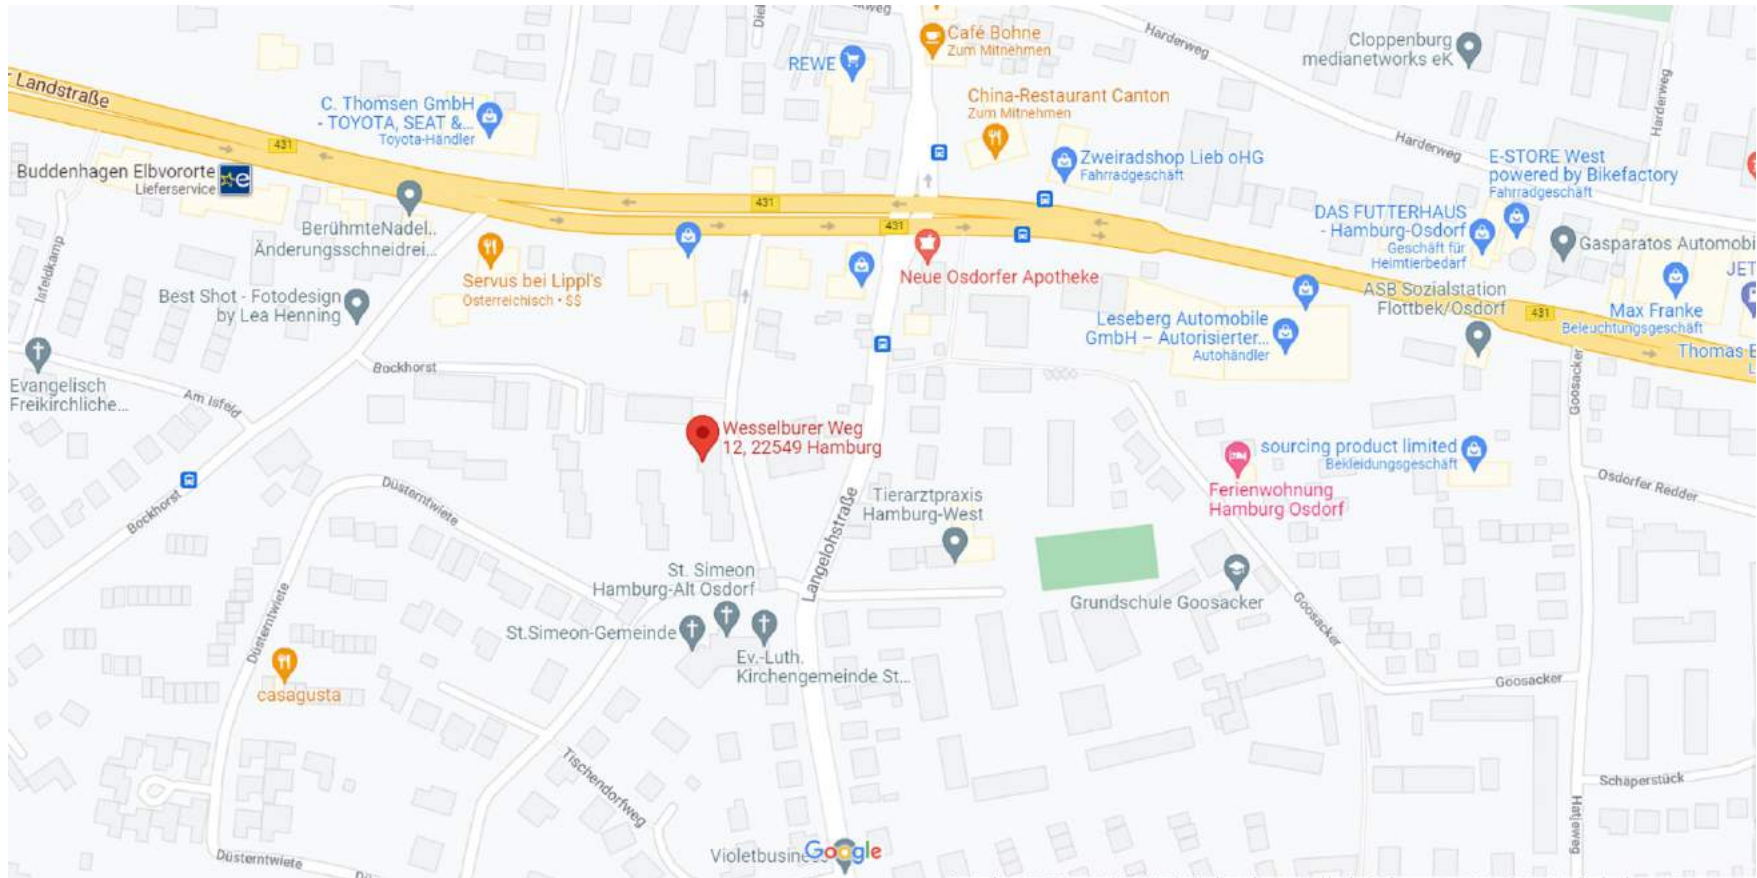 Café Bohne
Zum Mitnehmen
Harderweg
Cloppenburg
medianetworks eK
REWE
r Landstraße
C. Thomsen GmbH
- TOYOTA, SEAT &...
Toyota-Händler
China-Restaurant Canton
Zum Mitnehmen
Harderweg
Harderweg
431
Buddenhagen Elbvororte
Lieferservice
e
Zweiradshop Lieb oHG
Fahrradgeschäft
E-STORE West
powered by Bikefactory
Fahrradgeschäft
431
431
BerühmteNadel..
Änderungsschneidrei...
DAS FUTTERHAUS
- Hamburg-Osdorf
Geschäft für
Heimtierbedarf
Gasparatos Automobi
Isfeldkamp
Servus bei Lippl's
Österreichisch • $$
Neue Osdorfer Apotheke
JET
Best Shot - Fotodesign
by Lea Henning
ASB Sozialstation
Flottbek/Osdorf
431
Max Franke
Beleuchtungsgeschäft
Leseberg Automobile
GmbH – Autorisierter...
Autohändler
Thomas E
L
Evangelisch
Freikirchliche...
Am Isfeld
Bockhorst
Goosacker
Wesselburer Weg
12, 22549 Hamburg
sourcing product limited
Bekleidungsgeschäft
Bockhorst
Düsterntwiete
Langelohstraße
Tierarztpraxis
Hamburg-West
Ferienwohnung
Hamburg Osdorf
Osdorfer Redder
St. Simeon
Hamburg-Alt Osdorf
Düsterntwiete
St.Simeon-Gemeinde
Grundschule Goosacker
Goosacker
Ev.-Luth.
Kirchengemeinde St...
casagusta
Goosacker
Tischendorfweg
Schäperstück
Hatjeweg
Düsterntwiete
Violetbusiness
Google